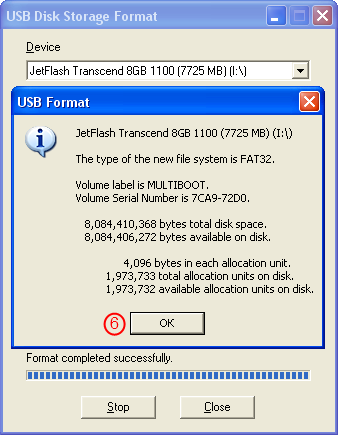 USB Disk Storage Format
Device
JetFlash Transcend 8GB 1100 (7725 MB) (I:\)
USB Format
JetFlash Transcend 8GB 1100 (7725 MB) (I:\)
The type of the new file system is FAT32.
Volume label is MULTIBOOT.
Volume Serial Number is 7CA9-72D0.
8,084,410,368 bytes total disk space.
8,084,406,272 bytes available on disk.
4,096 bytes in each allocation unit.
1,973,733 total allocation units on disk.
1,973,732 available allocation units on disk.
6 OK
Format completed successfully.
Stop Close